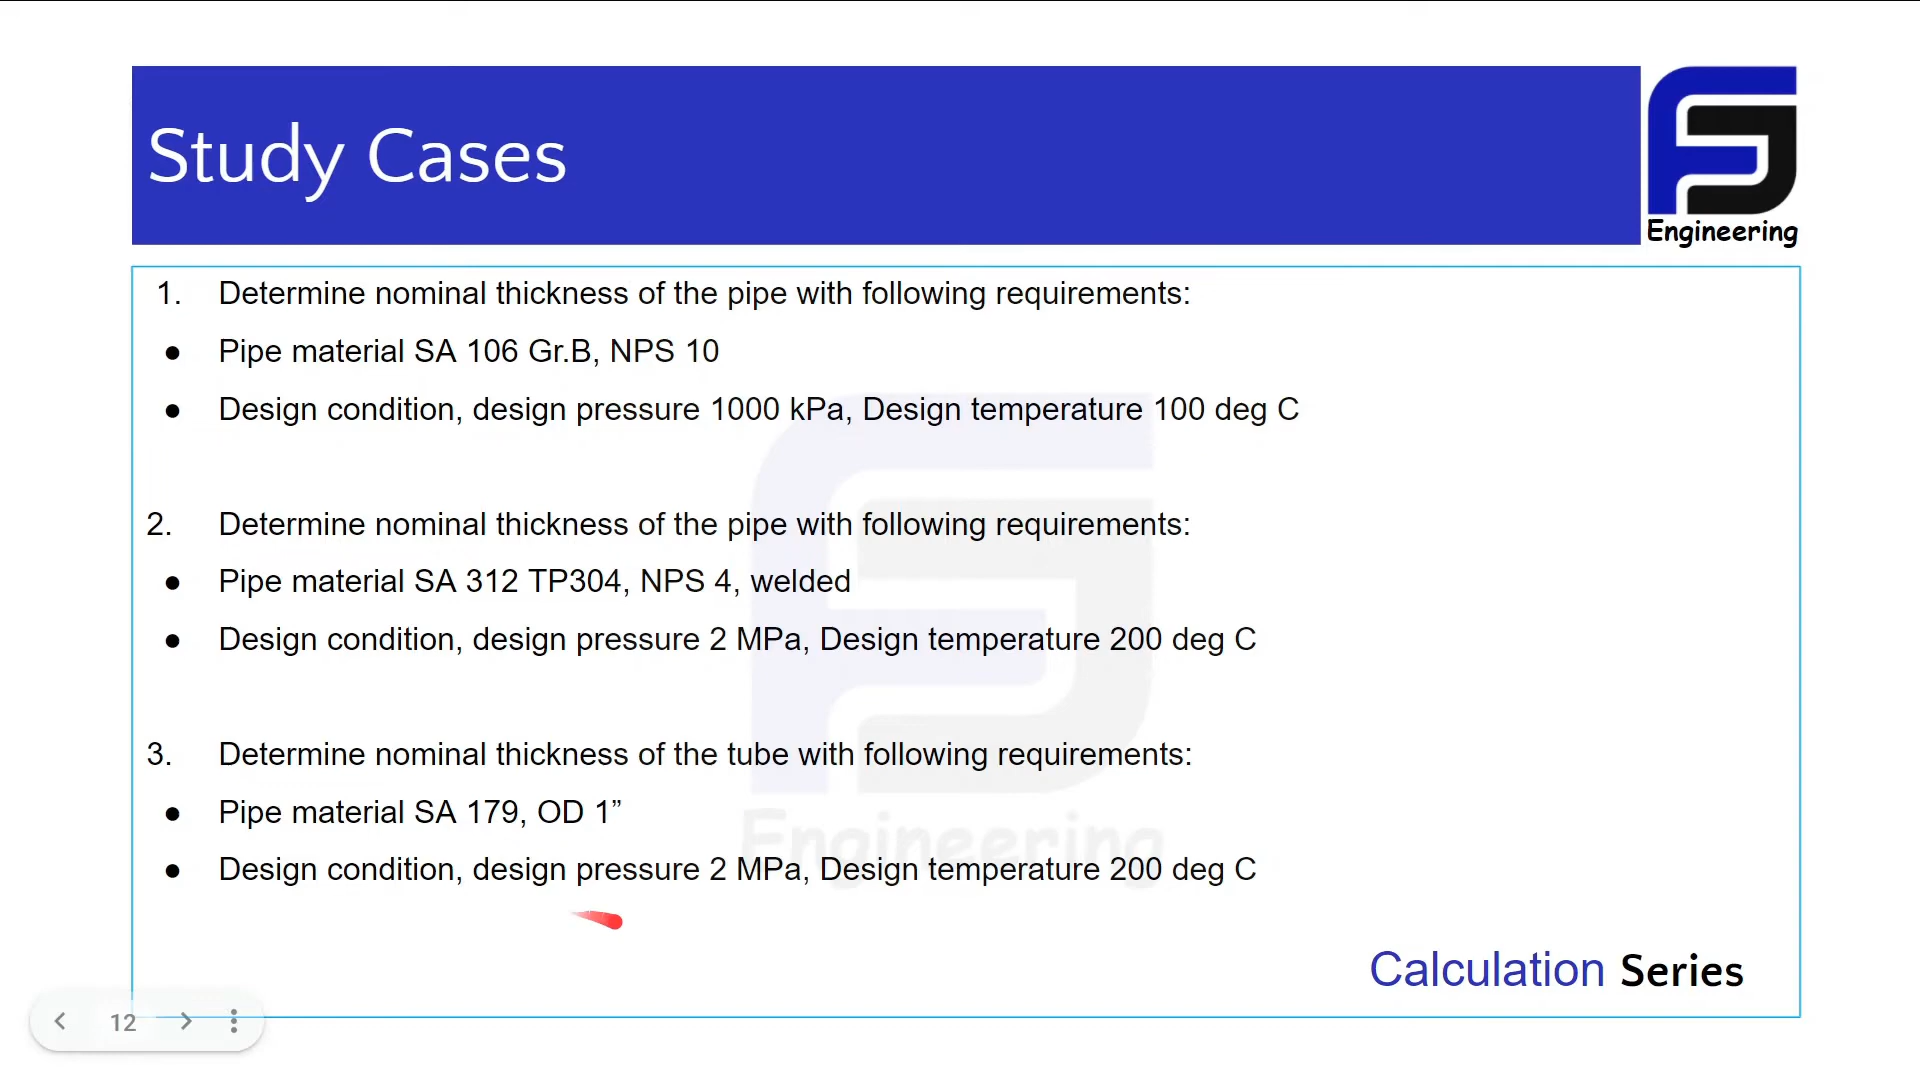 Study Cases
Engineering
1. Determine nominal thickness of the pipe with following requirements:
● Pipe material SA 106 Gr.B, NPS 10
● Design condition, design pressure 1000 kPa, Design temperature 100 deg C
2. Determine nominal thickness of the pipe with following requirements:
● Pipe material SA 312 TP304, NPS 4, welded
● Design condition, design pressure 2 MPa, Design temperature 200 deg C
3. Determine nominal thickness of the tube with following requirements:
● Pipe material SA 179, OD 1”
Engineering
● Design condition, design pressure 2 MPa, Design temperature 200 deg C
Calculation Series
12